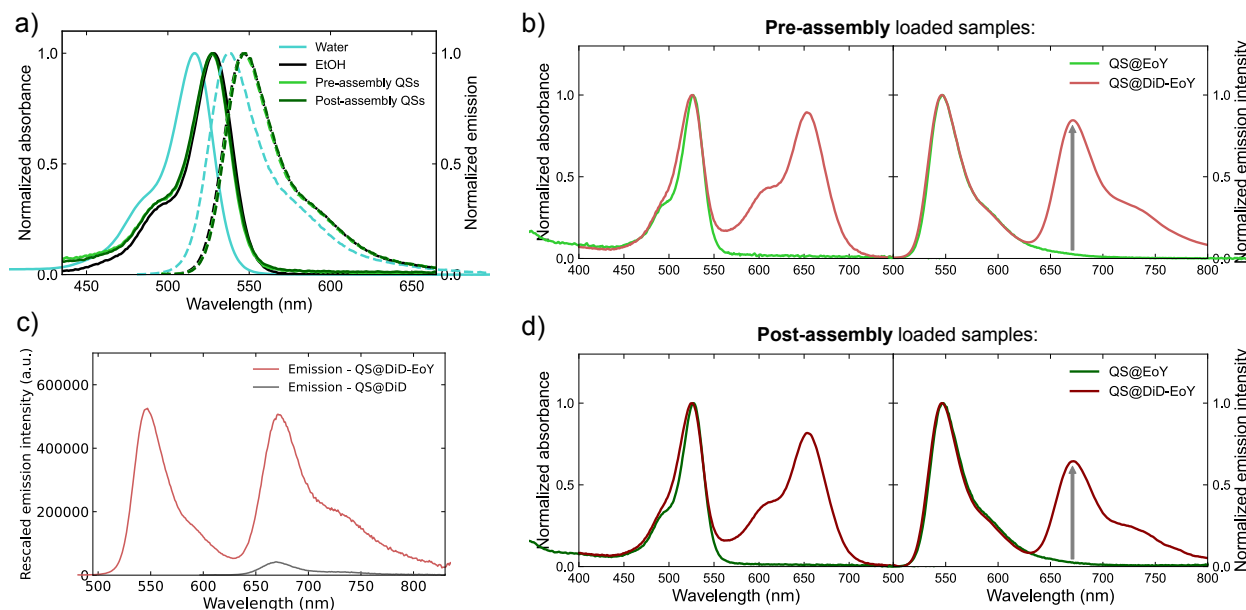 a)
Normalized absorbance
1.0
0.5
0.0
Water
EtOH
Pre-assembly QSs
Post-assembly QSs
1.0
0.5
0.0
Normalized emission
450 500 550 600 650
Wavelength (nm)
b)
Pre-assembly loaded samples:
Normalized absorbance
1.0
0.5
0.0
QS@EoY
QS@DiD-EoY
1.0
0.5
0.0
Normalized emission intensity
400 450 500 550 600 650 700 500 550 600 650 700 750 800
Wavelength (nm) Wavelength (nm)
c)
Rescaled emission intensity (a.u.)
600000
400000
200000
0
Emission - QS@DiD-EoY
Emission - QS@DiD
500 550 600 650 700 750 800
Wavelength (nm)
d)
Post-assembly loaded samples:
Normalized absorbance
1.0
0.5
0.0
QS@EoY
QS@DiD-EoY
1.0
0.5
0.0
Normalized emission intensity
400 450 500 550 600 650 700 500 550 600 650 700 750 800
Wavelength (nm) Wavelength (nm)